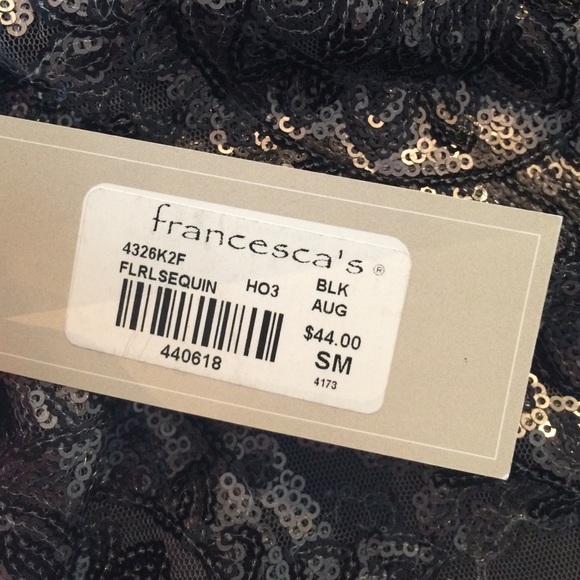 francesca's®
4326K2F
FLRLSEQUIN HO3 BLK
AUG
$44.00
440618 SM
4173